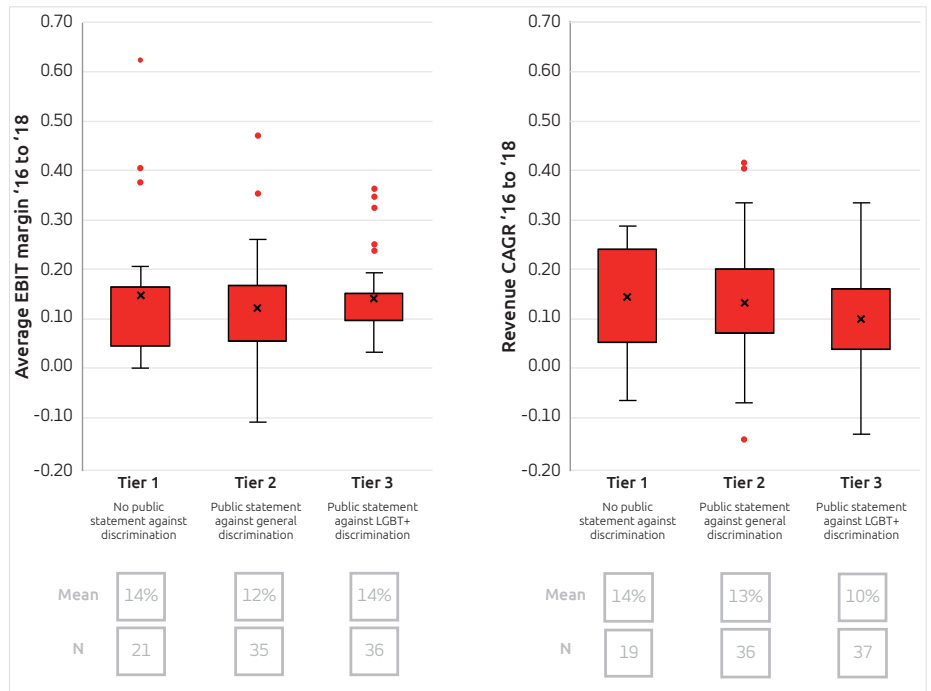 Average EBIT margin ‘16 to ‘18
0.70
0.60
0.50
0.40
0.30
0.20
0.10
0.00
-0.10
-0.20
Tier 1
No public
statement against
discrimination
Tier 2
Public statement
against general
discrimination
Tier 3
Public statement
against LGBT+
discrimination
Mean
14%
12%
14%
N
21
35
36
Revenue CAGR ‘16 to ‘18
0.70
0.60
0.50
0.40
0.30
0.20
0.10
0.00
-0.10
-0.20
Tier 1
No public
statement against
discrimination
Tier 2
Public statement
against general
discrimination
Tier 3
Public statement
against LGBT+
discrimination
Mean
14%
13%
10%
N
19
36
37